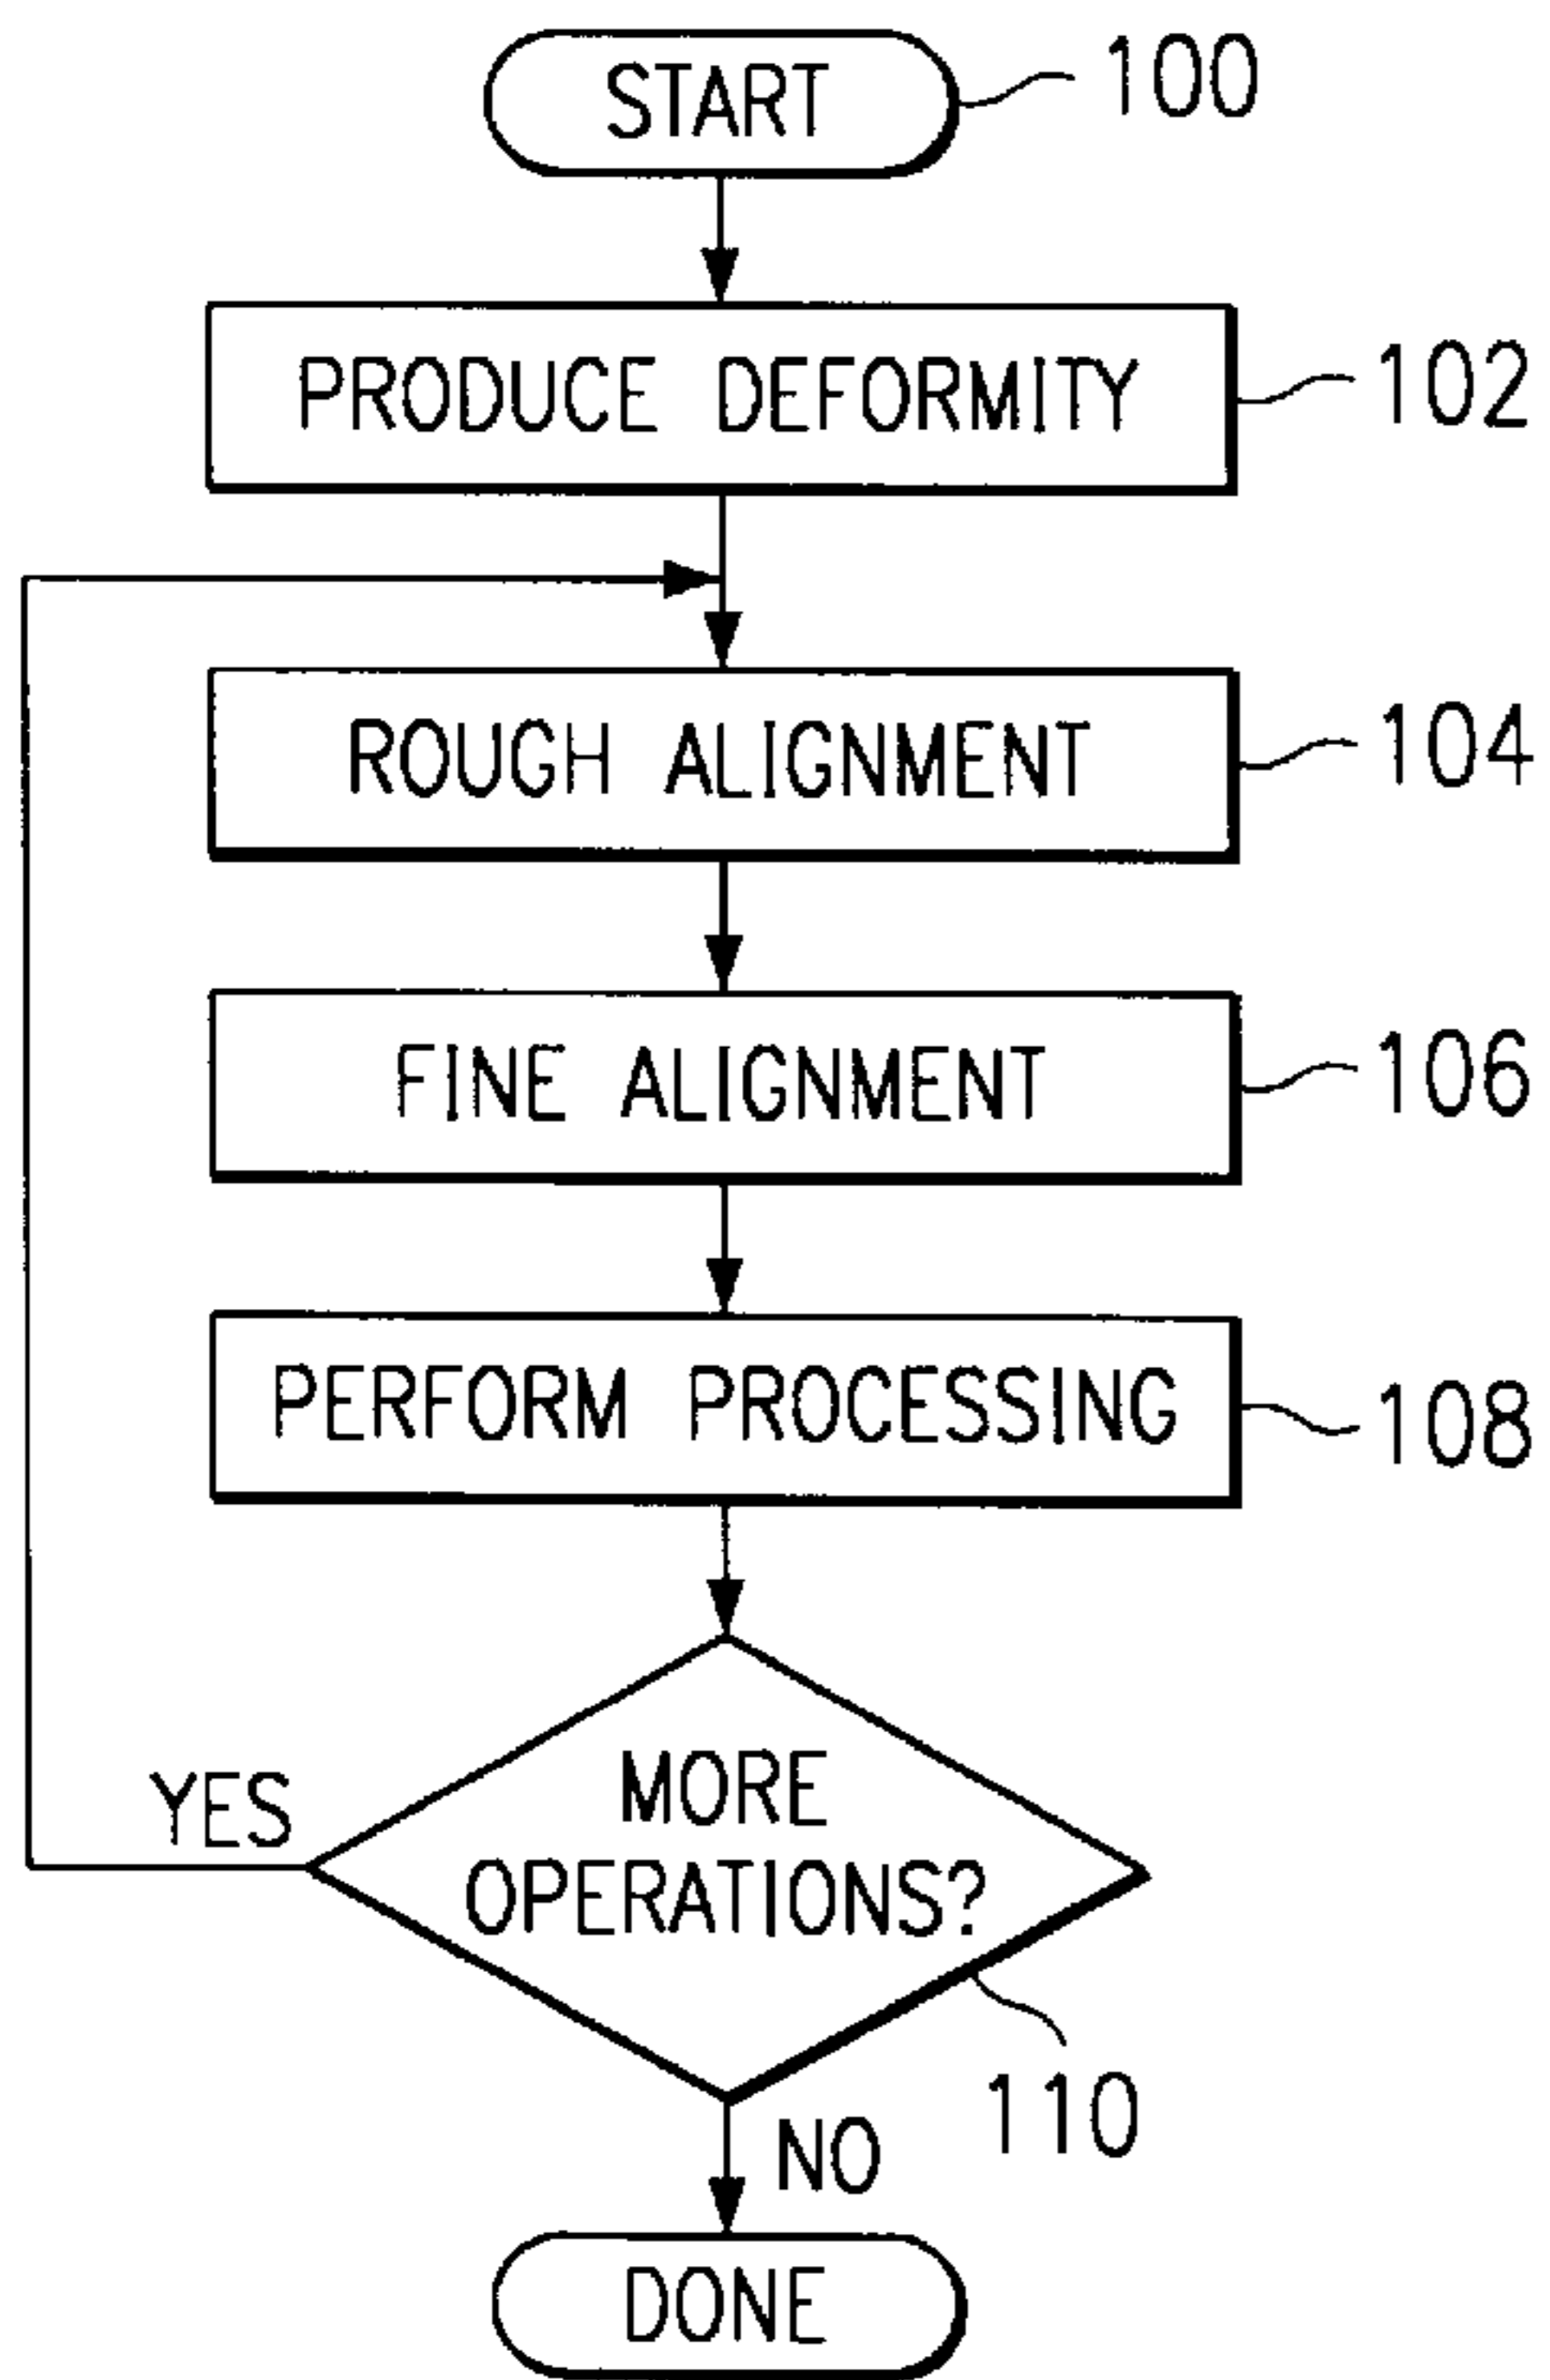 START
100
PRODUCE DEFORMITY
102
ROUGH ALIGNMENT
104
FINE ALIGNMENT
106
PERFORM PROCESSING
108
YES
MORE
OPERATIONS?
110
NO
DONE